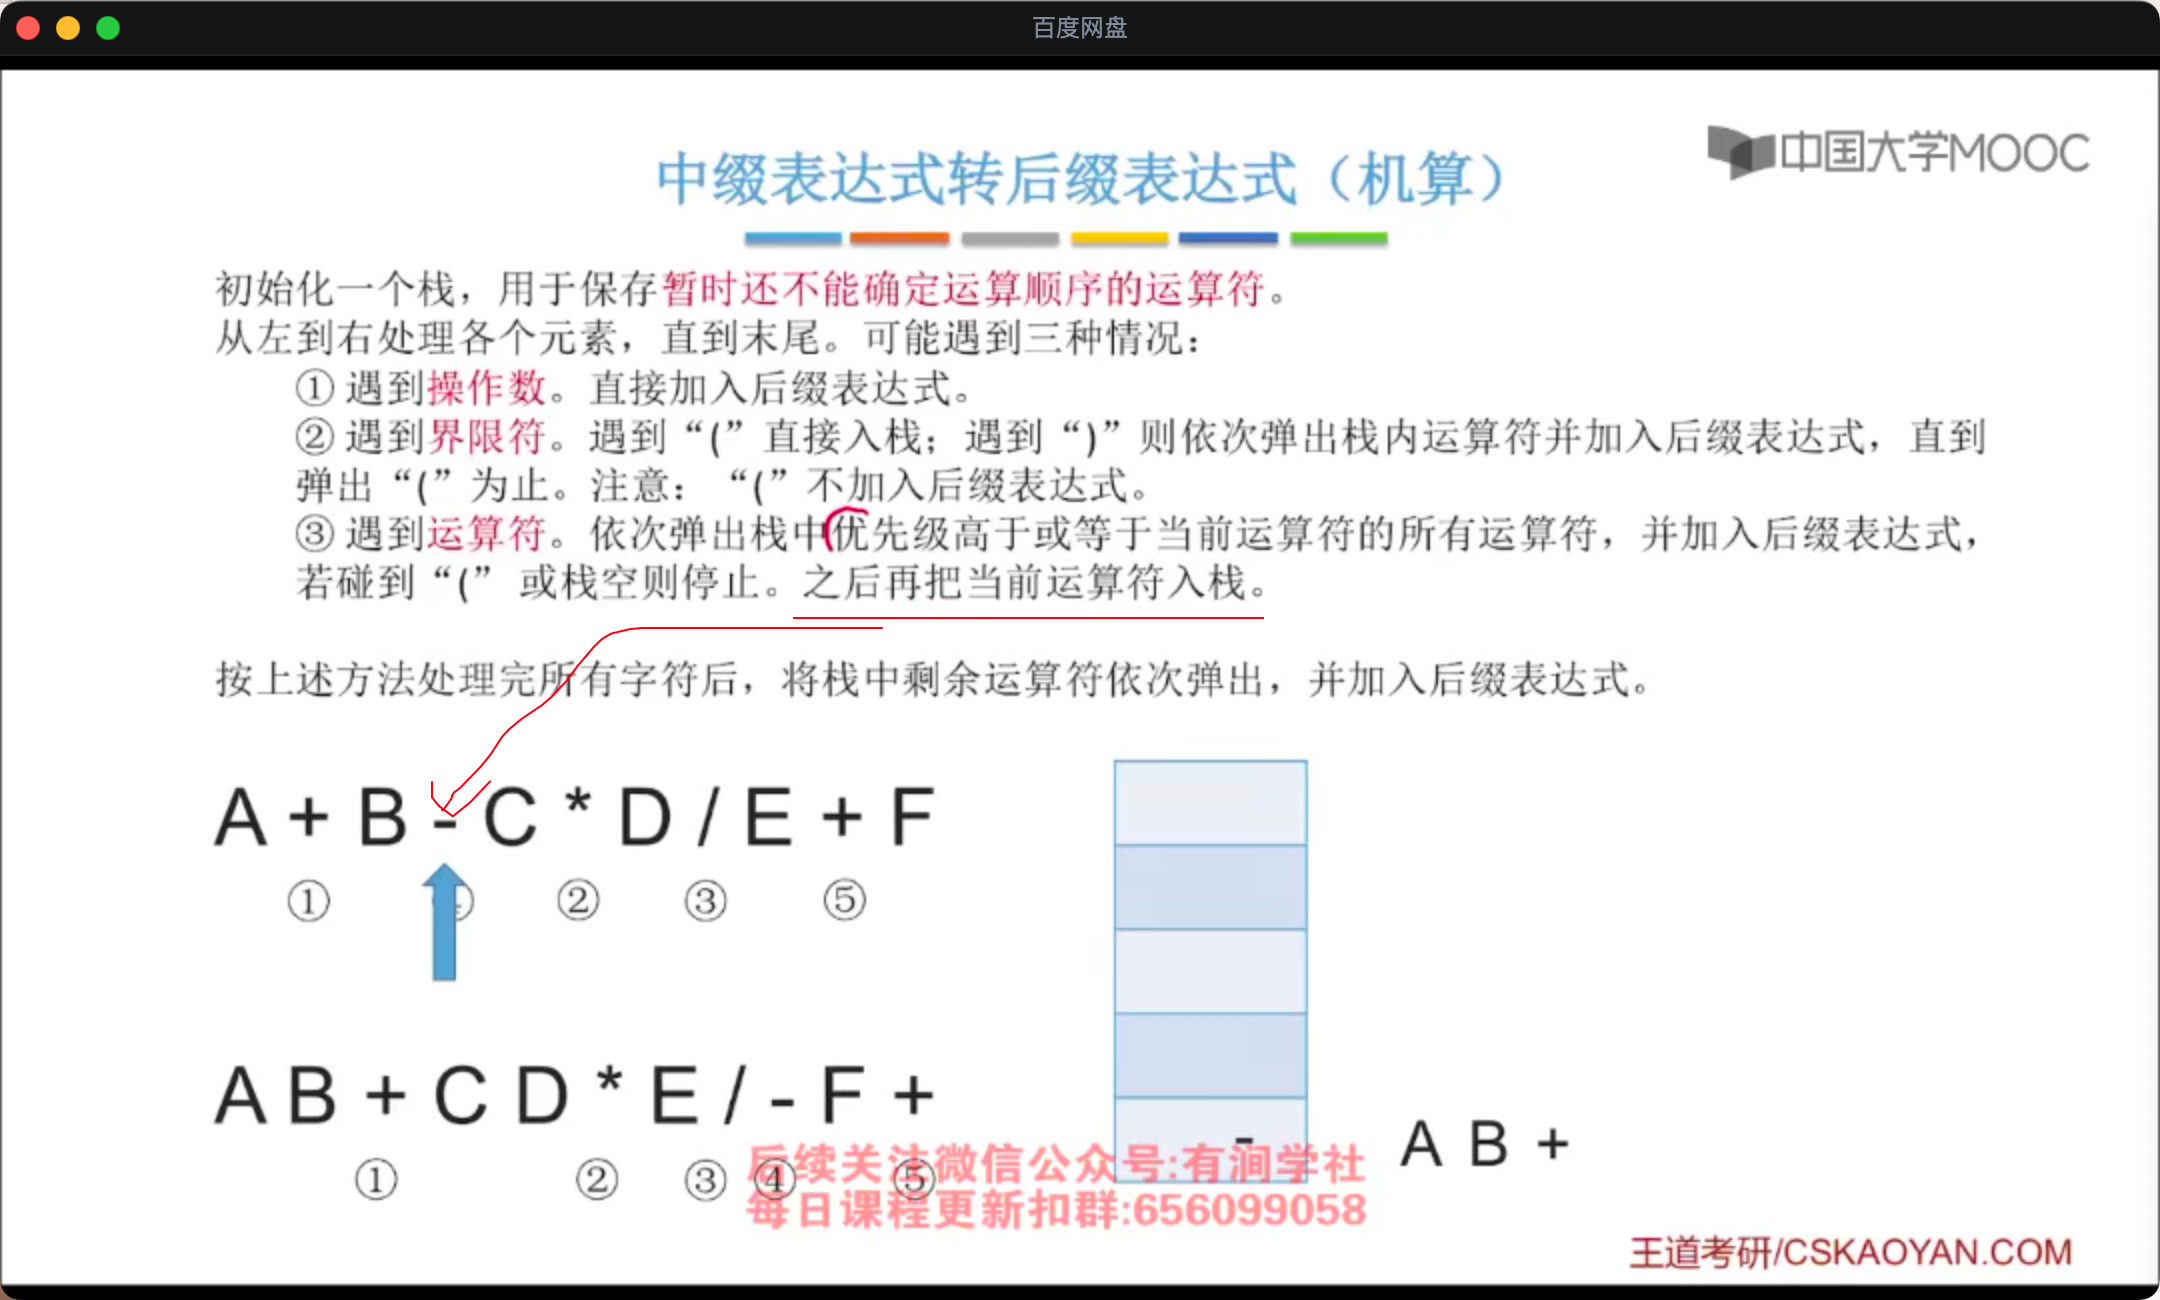 百度网盘
中国大学MOOC
中缀表达式转后缀表达式（机算）
初始化一个栈，用于保存暂时还不能确定运算顺序的运算符。
从左到右处理各个元素，直到末尾。可能遇到三种情况：
① 遇到操作数。直接加入后缀表达式。
② 遇到界限符。遇到“(”直接入栈；遇到“)”则依次弹出栈内运算符并加入后缀表达式，直到
弹出“(”为止。注意：“(”不加入后缀表达式。
③ 遇到运算符。依次弹出栈中优先级高于或等于当前运算符的所有运算符，并加入后缀表达式，
若碰到“(” 或栈空则停止。之后再把当前运算符入栈。
按上述方法处理完所有字符后，将栈中剩余运算符依次弹出，并加入后缀表达式。
A + B - C * D / E + F
① ② ③ ⑤
A B + C D * E / - F +
① ② ③ ④ ⑤
-
A B +
后续关注微信公众号:有涧学社
每日课程更新扣群:656099058
王道考研/CSKAOYAN.COM